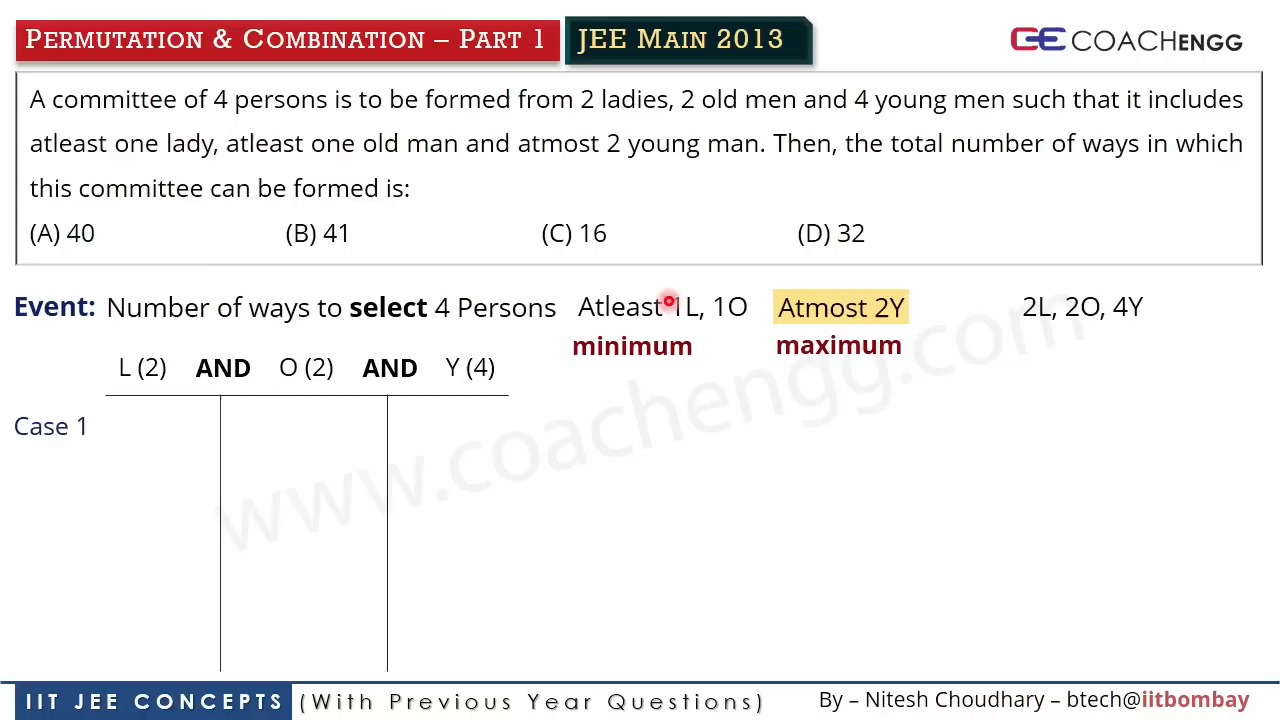 PERMUTATION & COMBINATION – PART 1 JEE MAIN 2013 CE COACHENGG
A committee of 4 persons is to be formed from 2 ladies, 2 old men and 4 young men such that it includes
atleast one lady, atleast one old man and atmost 2 young man. Then, the total number of ways in which
this committee can be formed is:
(A) 40 (B) 41 (C) 16 (D) 32
Event: Number of ways to select 4 Persons Atleast 1L, 1O Atmost 2Y 2L, 2O, 4Y
minimum maximum
L (2) AND O (2) AND Y (4)
Case 1
www.coachengg.com
IIT JEE CONCEPTS (With Previous Year Questions) By – Nitesh Choudhary – btech@iitbombay